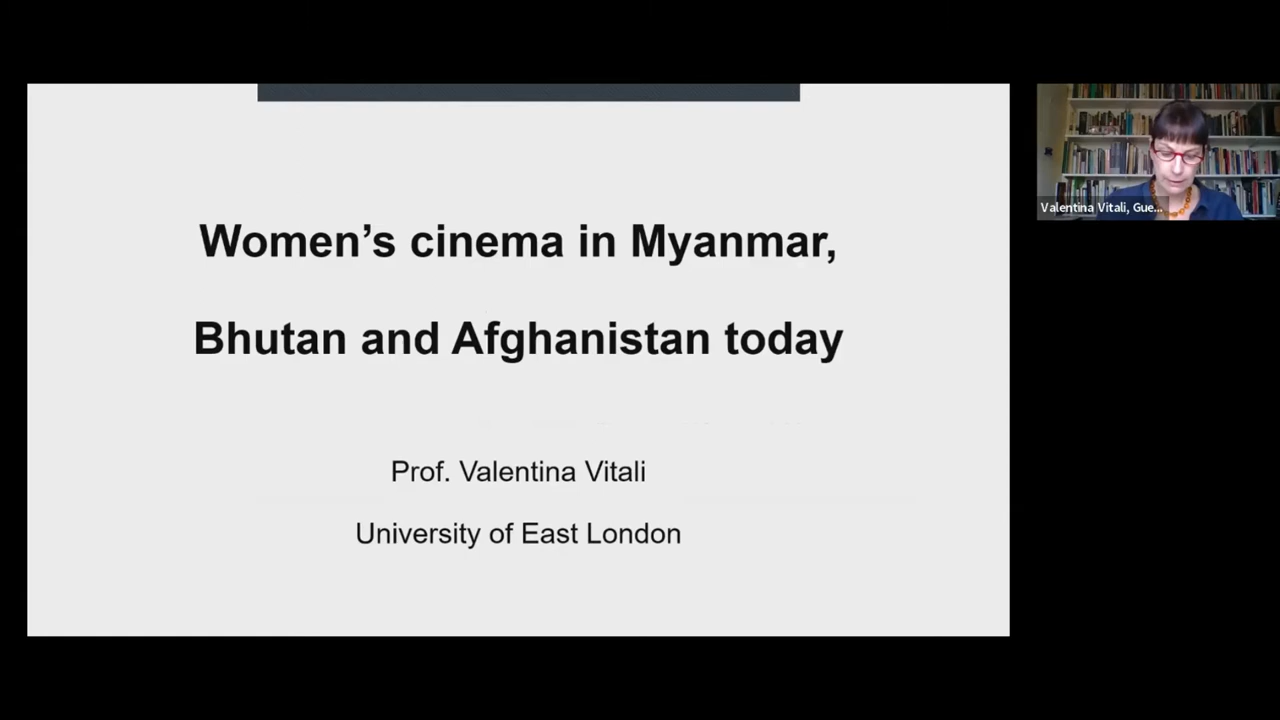 Women’s cinema in Myanmar,
Bhutan and Afghanistan today
Prof. Valentina Vitali
University of East London
Valentina Vitali, Gue...